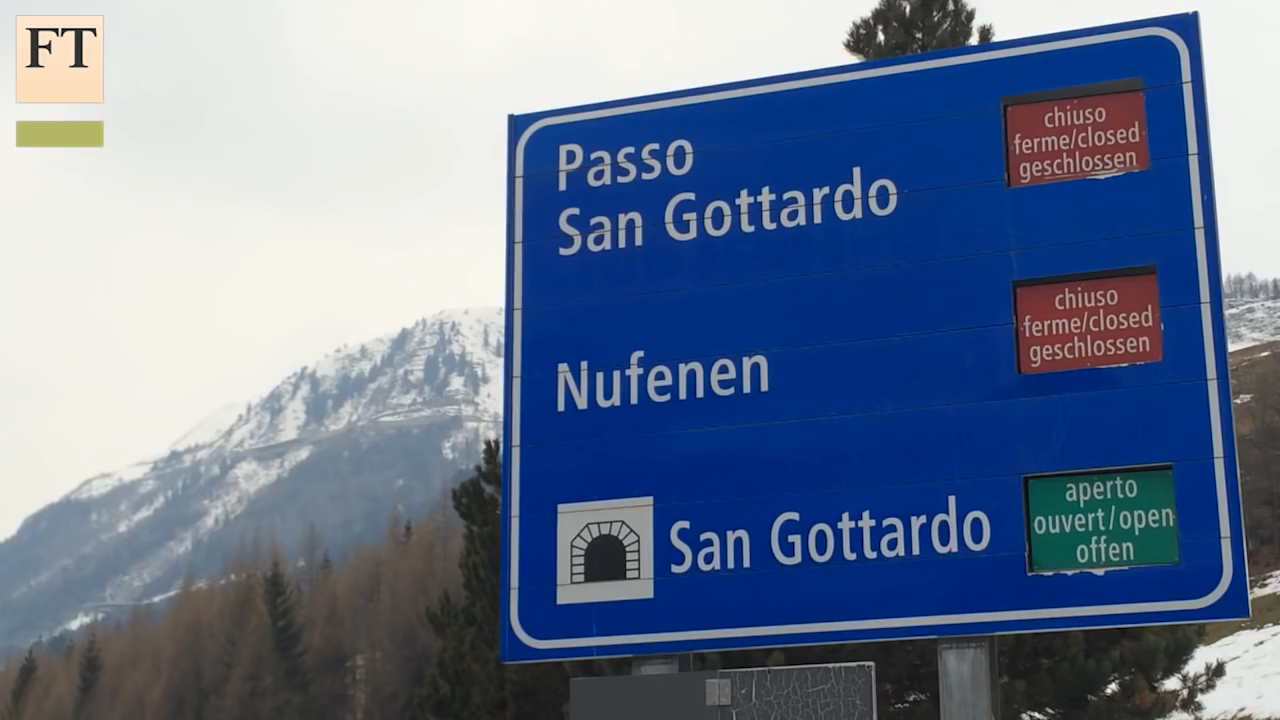 FT
Passo
San Gottardo
chiuso
ferme/closed
geschlossen
Nufenen
chiuso
ferme/closed
geschlossen
San Gottardo
aperto
ouvert/open
offen